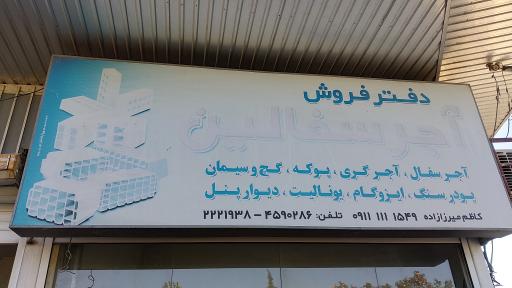 دفتر فروش
آجر سفالین
آجر سفال ، آجر گری ، پوکه ، گچ و سیمان
پودر سنگ ، ایزوگام ، یونالیت ، دیوار پنل
کاظم میرزازاده ۰۹۱۱ ۱۱۱ ۱۵۴۹ تلفن: ۴۵۹۰۲۸۶ - ۲۲۲۱۹۳۸